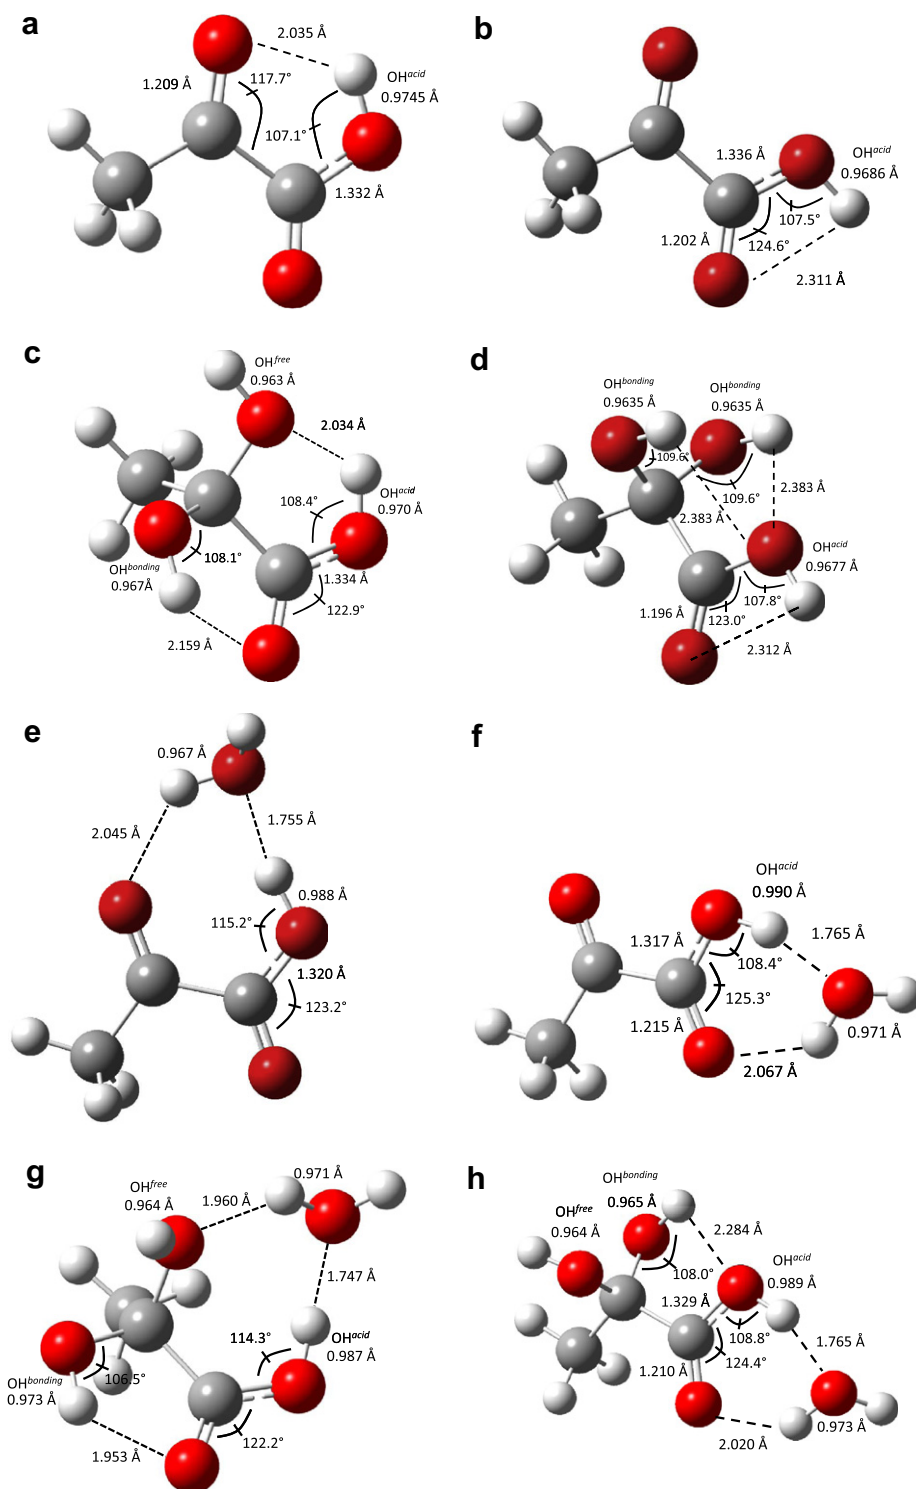 a
2.035 Å
1.209 Å
117.7°
OHacid
0.9745 Å
107.1°
1.332 Å
b
1.336 Å
OHacid
0.9686 Å
107.5°
1.202 Å
124.6°
2.311 Å
c
OHfree
0.963 Å
2.034 Å
108.4°
OHacid
0.970 Å
108.1°
OHbonding
0.967Å
1.334 Å
122.9°
2.159 Å
d
OHbonding
0.9635 Å
OHbonding
0.9635 Å
109.6°
109.6°
2.383 Å
2.383 Å
OHacid
0.9677 Å
1.196 Å
107.8°
123.0°
2.312 Å
e
0.967 Å
1.755 Å
2.045 Å
0.988 Å
115.2°
1.320 Å
123.2°
f
OHacid
0.990 Å
1.317 Å
1.765 Å
108.4°
125.3°
1.215 Å
0.971 Å
2.067 Å
g
OHfree
0.964 Å
1.960 Å
0.971 Å
1.747 Å
114.3°
OHacid
0.987 Å
106.5°
OHbonding
0.973 Å
122.2°
1.953 Å
h
OHbonding
0.965 Å
OHfree
0.964 Å
2.284 Å
108.0°
OHacid
0.989 Å
1.329 Å
108.8°
1.765 Å
1.210 Å
124.4°
0.973 Å
2.020 Å